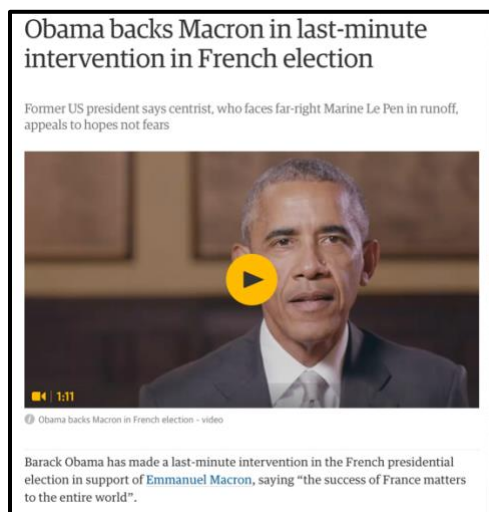 Obama backs Macron in last-minute
intervention in French election
Former US president says centrist, who faces far-right Marine Le Pen in runoff,
appeals to hopes not fears
1:11
Obama backs Macron in French election – video
Barack Obama has made a last-minute intervention in the French presidential
election in support of Emmanuel Macron, saying “the success of France matters
to the entire world”.